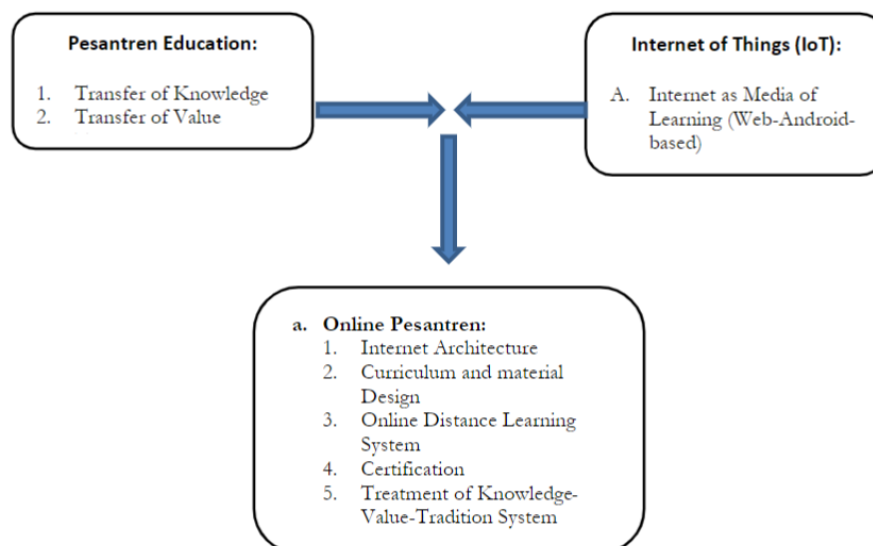 Pesantren Education:
1. Transfer of Knowledge
2. Transfer of Value
Internet of Things (IoT):
A. Internet as Media of
Learning (Web-Android-
based)
a. Online Pesantren:
1. Internet Architecture
2. Curriculum and material
Design
3. Online Distance Learning
System
4. Certification
5. Treatment of Knowledge-
Value-Tradition System